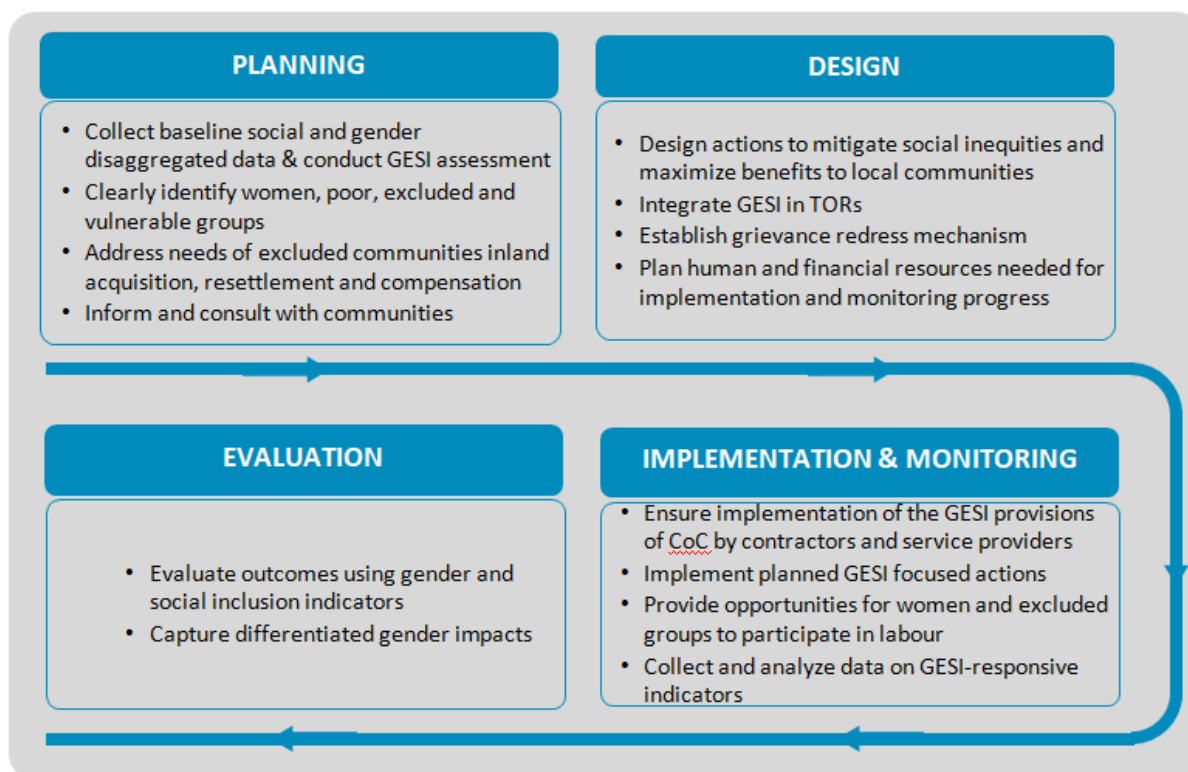 PLANNING
• Collect baseline social and gender
disaggregated data & conduct GESI assessment
• Clearly identify women, poor, excluded and
vulnerable groups
• Address needs of excluded communities inland
acquisition, resettlement and compensation
• Inform and consult with communities
DESIGN
• Design actions to mitigate social inequities and
maximize benefits to local communities
• Integrate GESI in TORs
• Establish grievance redress mechanism
• Plan human and financial resources needed for
implementation and monitoring progress
IMPLEMENTATION & MONITORING
• Ensure implementation of the GESI provisions
of CoC by contractors and service providers
• Implement planned GESI focused actions
• Provide opportunities for women and excluded
groups to participate in labour
• Collect and analyze data on GESI-responsive
indicators
EVALUATION
• Evaluate outcomes using gender and
social inclusion indicators
• Capture differentiated gender impacts